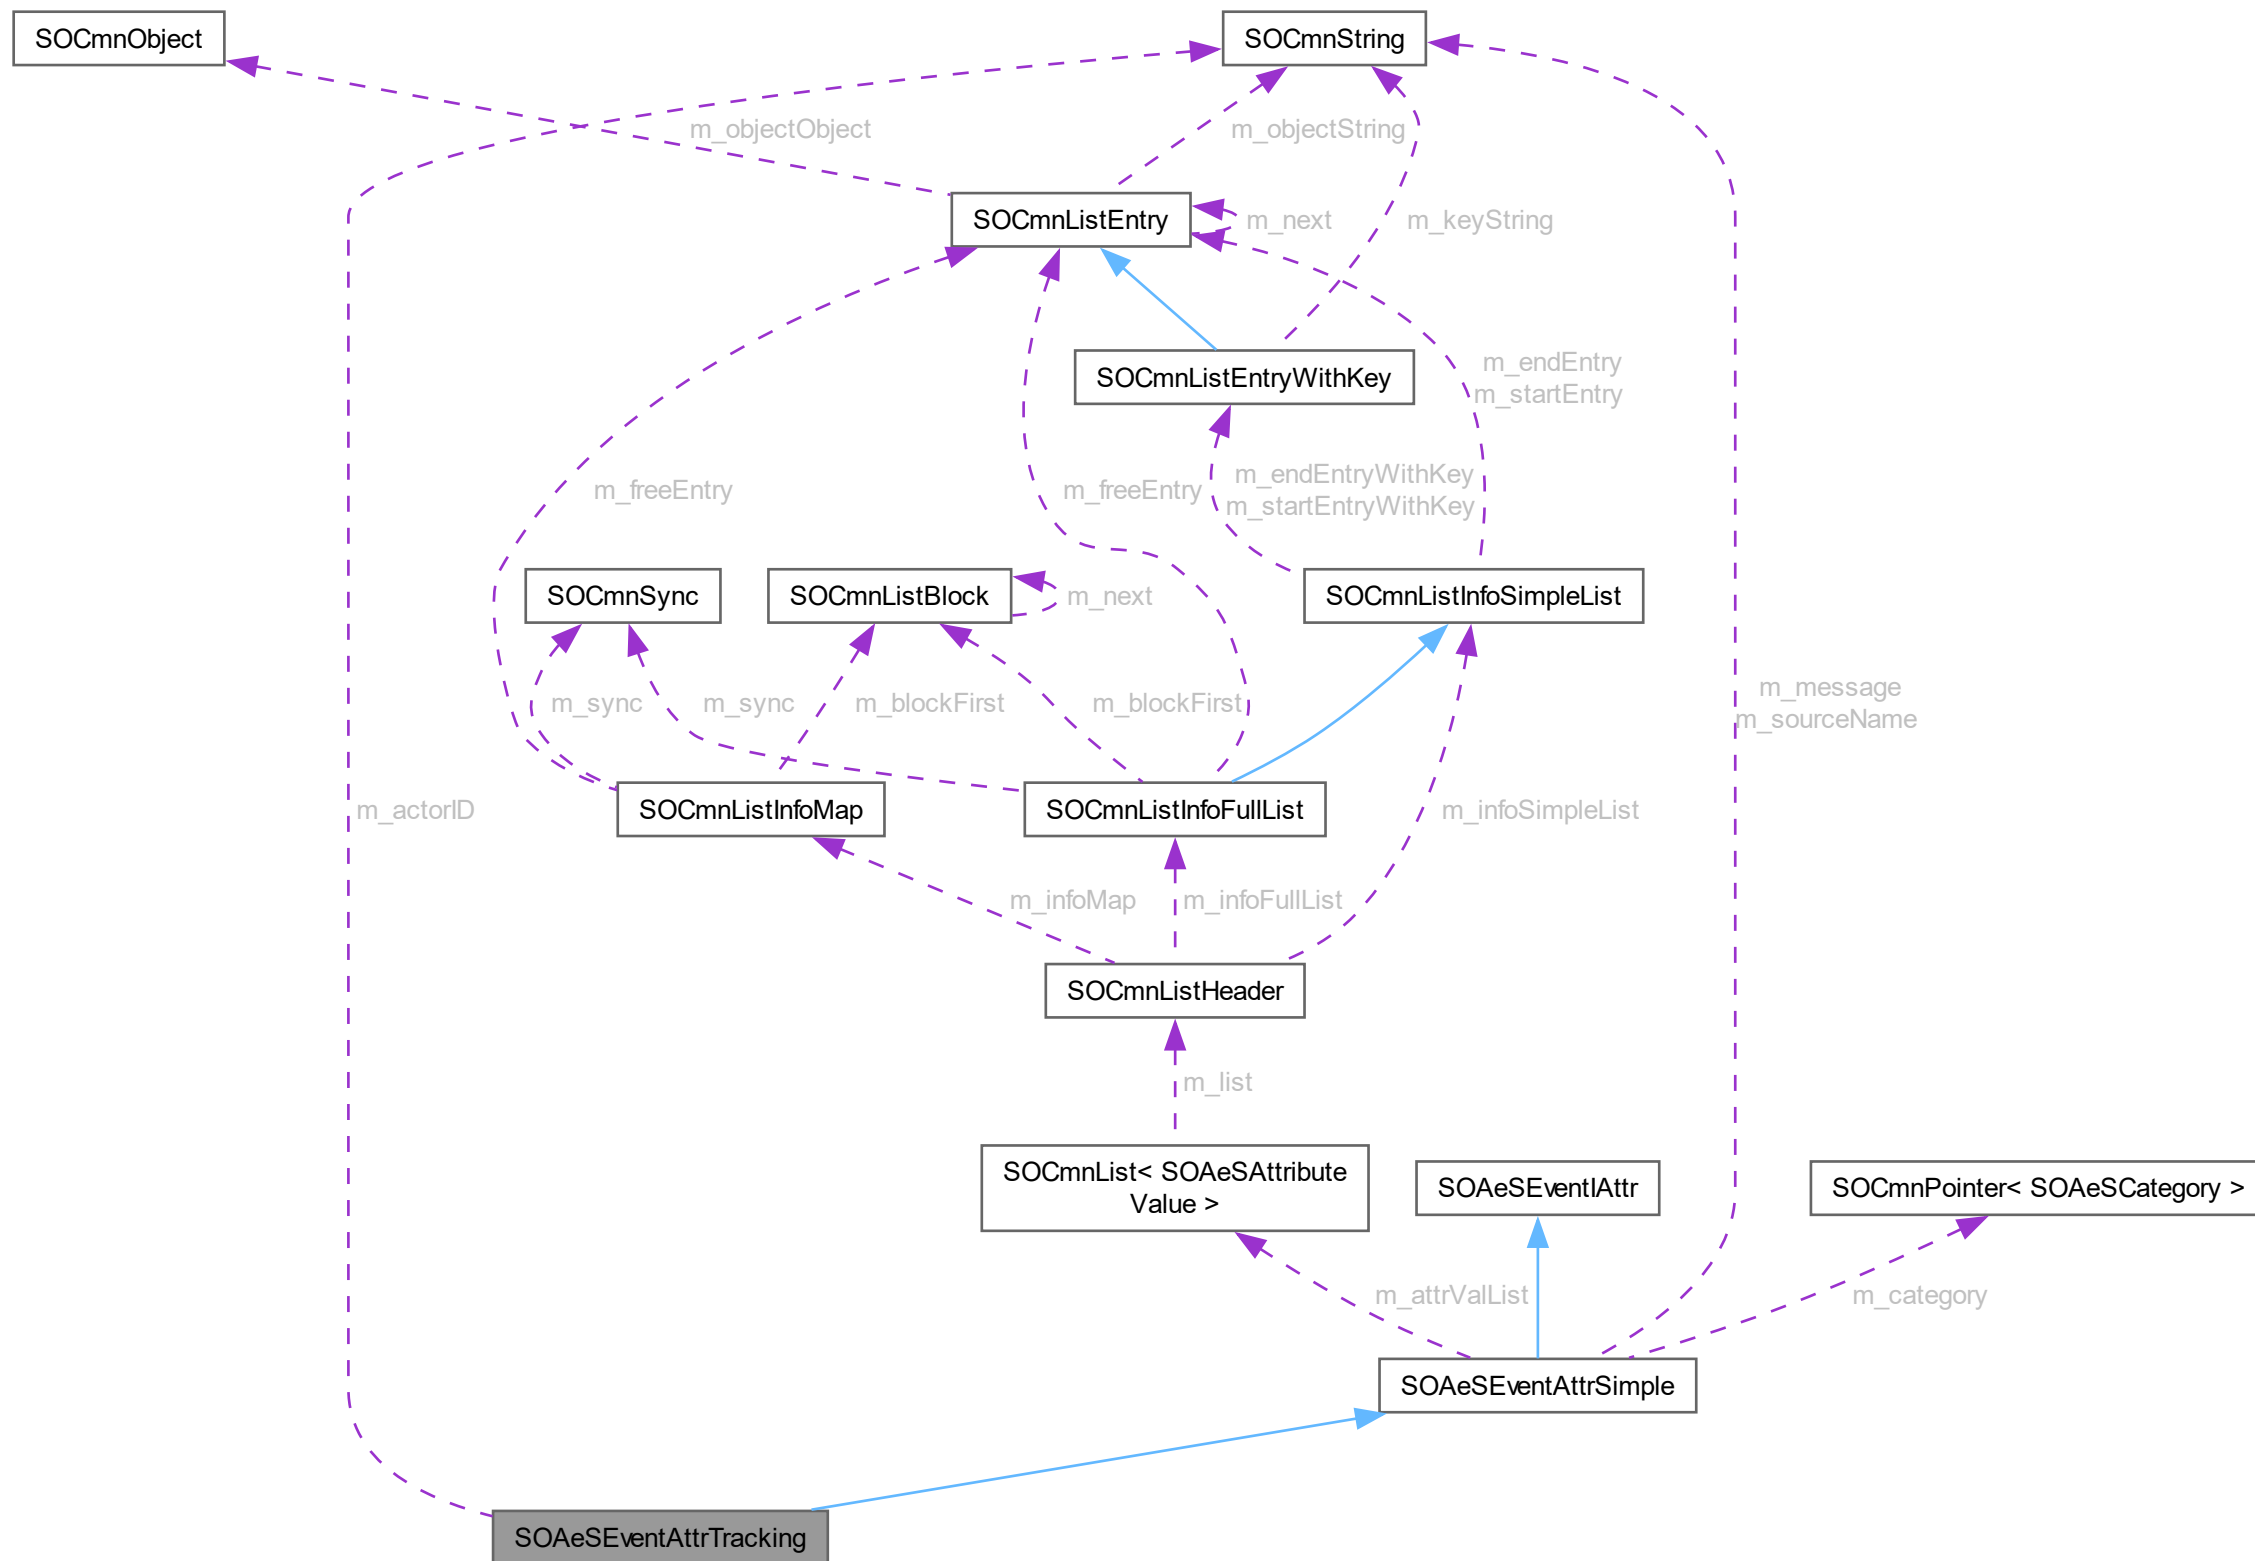 SOCmnObject
SOCmnString
m_objectObject
m_objectString
SOCmnListEntry
m_next
m_keyString
SOCmnListEntryWithKey
m_endEntry
m_startEntry
m_freeEntry
m_freeEntry
m_endEntryWithKey
m_startEntryWithKey
SOCmnSync
SOCmnListBlock
m_next
SOCmnListInfoSimpleList
m_sync
m_sync
m_blockFirst
m_blockFirst
m_message
m_sourceName
m_actorID
SOCmnListInfoMap
SOCmnListInfoFullList
m_infoSimpleList
m_infoMap
m_infoFullList
SOCmnListHeader
m_list
SOCmnList< SOAeSAttribute
Value >
SOAeSEventIAttr
SOCmnPointer< SOAeSCategory >
m_attrValList
m_category
SOAeSEventAttrSimple
SOAeSEventAttrTracking